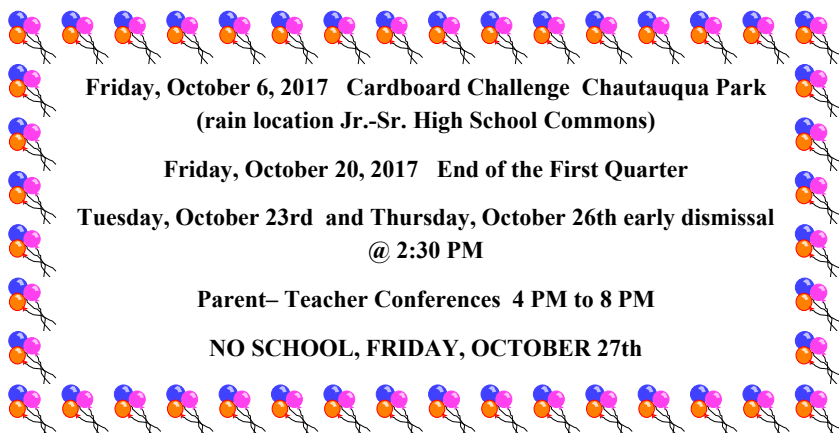 Friday, October 6, 2017 Cardboard Challenge Chautauqua Park
(rain location Jr.-Sr. High School Commons)
Friday, October 20, 2017 End of the First Quarter
Tuesday, October 23rd and Thursday, October 26th early dismissal
@ 2:30 PM
Parent– Teacher Conferences 4 PM to 8 PM
NO SCHOOL, FRIDAY, OCTOBER 27th